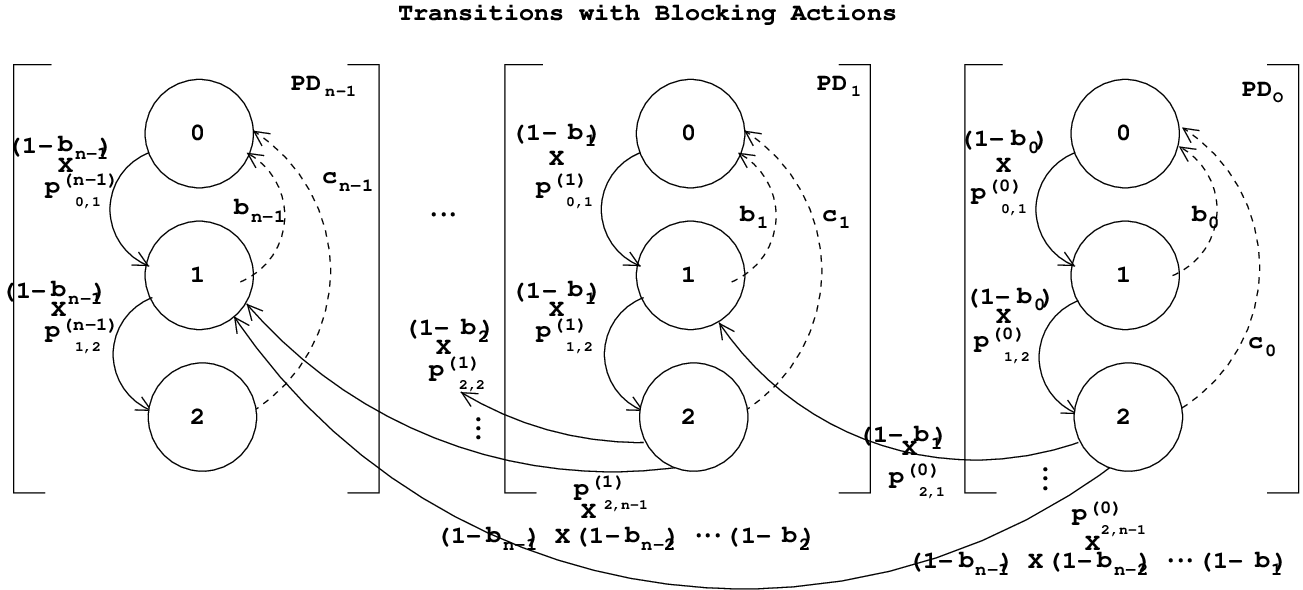 Transitions with Blocking Actions
PD n-1
0
(1-b n-1)
X
p (n-1) 0,1
b n-1
c n-1
1
(1-b n-1)
X
p (n-1) 1,2
2
...
PD 1
0
(1- b 1)
X
p (1) 0,1
b 1
c 1
1
(1- b 1)
X
p (1) 1,2
2
(1- b 2)
X
p (1) 2,2
⋮
p (1) 2,n-1
X
(1-b n-1) X (1-b n-2) ... (1- b 2)
PD O
0
(1-b 0)
X
p (0) 0,1
b 0
c 0
1
(1-b 0)
X
p (0) 1,2
2
(1-b 1)
X
p (0) 2,1
⋮
p (0) 2,n-1
X
(1-b n-1) X (1-b n-2) ... (1- b 1)